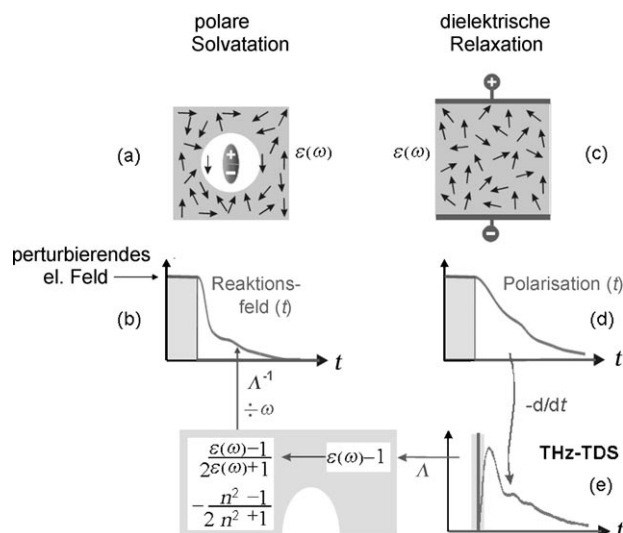 polare
Solvatation
dielektrische
Relaxation
(a)
+
−
ε(ω)
ε(ω)
+
−
(c)
perturbierendes
el. Feld
(b)
Reaktions-
feld (t)
t
Polarisation (t)
(d)
t
Λ⁻¹
÷ω
-d/dt
ε(ω)−1
2ε(ω)+1
− n² −1
2 n² +1
ε(ω)−1
Λ
THz-TDS
(e)
t